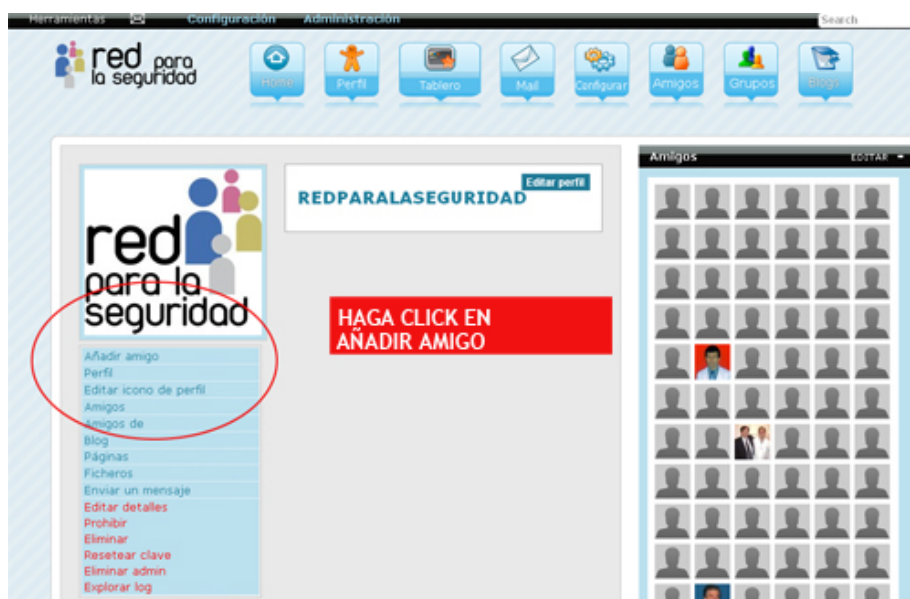 Herramientas Configuración Administración Search
red para
la seguridad
Home Perfil Tablero Mail Configurar Amigos Grupos Blogs
Amigos EDITAR
Editar perfil
REDPARALASEGURIDAD
red
para la
seguridad
HAGA CLICK EN
AÑADIR AMIGO
Añadir amigo
Perfil
Editar icono de perfil
Amigos
Amigos de
Blog
Páginas
Ficheros
Enviar un mensaje
Editar detalles
Prohibir
Eliminar
Resetear clave
Eliminar admin
Explorar log